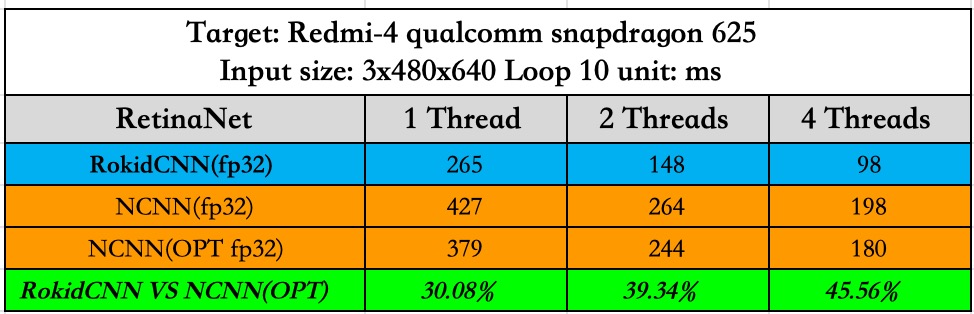 Target: Redmi-4 qualcomm snapdragon 625
Input size: 3x480x640 Loop 10 unit: ms
RetinaNet 1 Thread 2 Threads 4 Threads
RokidCNN(fp32) 265 148 98
NCNN(fp32) 427 264 198
NCNN(OPT fp32) 379 244 180
RokidCNN VS NCNN(OPT) 30.08% 39.34% 45.56%